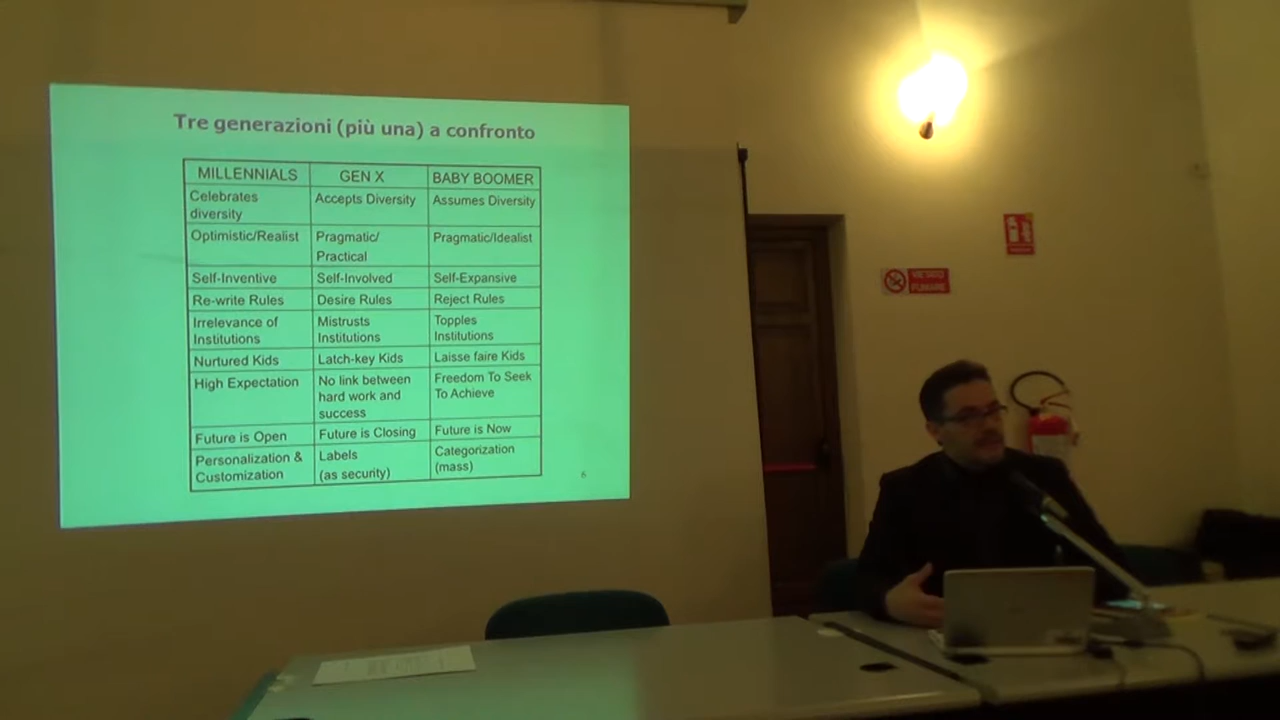 Tre generazioni (più una) a confronto
MILLENNIALS GEN X BABY BOOMER
Celebrates diversity Accepts Diversity Assumes Diversity
Optimistic/Realist Pragmatic/ Practical Pragmatic/Idealist
Self-Inventive Self-Involved Self-Expansive
Re-write Rules Desire Rules Reject Rules
Irrelevance of Institutions Mistrusts Institutions Topples Institutions
Nurtured Kids Latch-key Kids Laisse faire Kids
High Expectation No link between hard work and success Freedom To Seek To Achieve
Future is Open Future is Closing Future is Now
Personalization & Customization Labels (as security) Categorization (mass)
6
VIETATO
FUMARE